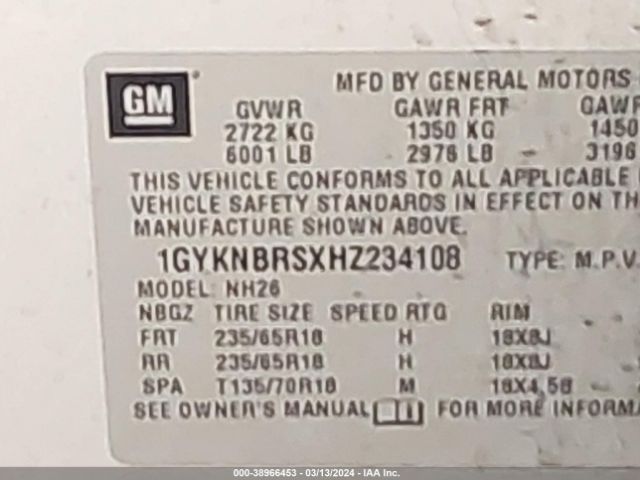 GM ® MFD BY GENERAL MOTORS
GVWR GAWR FRT GAWR
2722 KG 1350 KG 1450
6001 LB 2976 LB 3196
THIS VEHICLE CONFORMS TO ALL APPLICABLE
VEHICLE SAFETY STANDARDS IN EFFECT ON TH
MANUFACTURE SHOWN ABOVE.
1GYKNBRSXHZ234108 TYPE: M.P.V
MODEL: NH26
NBGZ TIRE SIZE SPEED RTG RIM
FRT 235/65R18 H 18X8J
RR 235/65R18 H 18X8J
SPA T135/70R18 M 18X4.5B
SEE OWNER'S MANUAL FOR MORE INFORMA
000-38966453 - 03/13/2024 - IAA Inc.